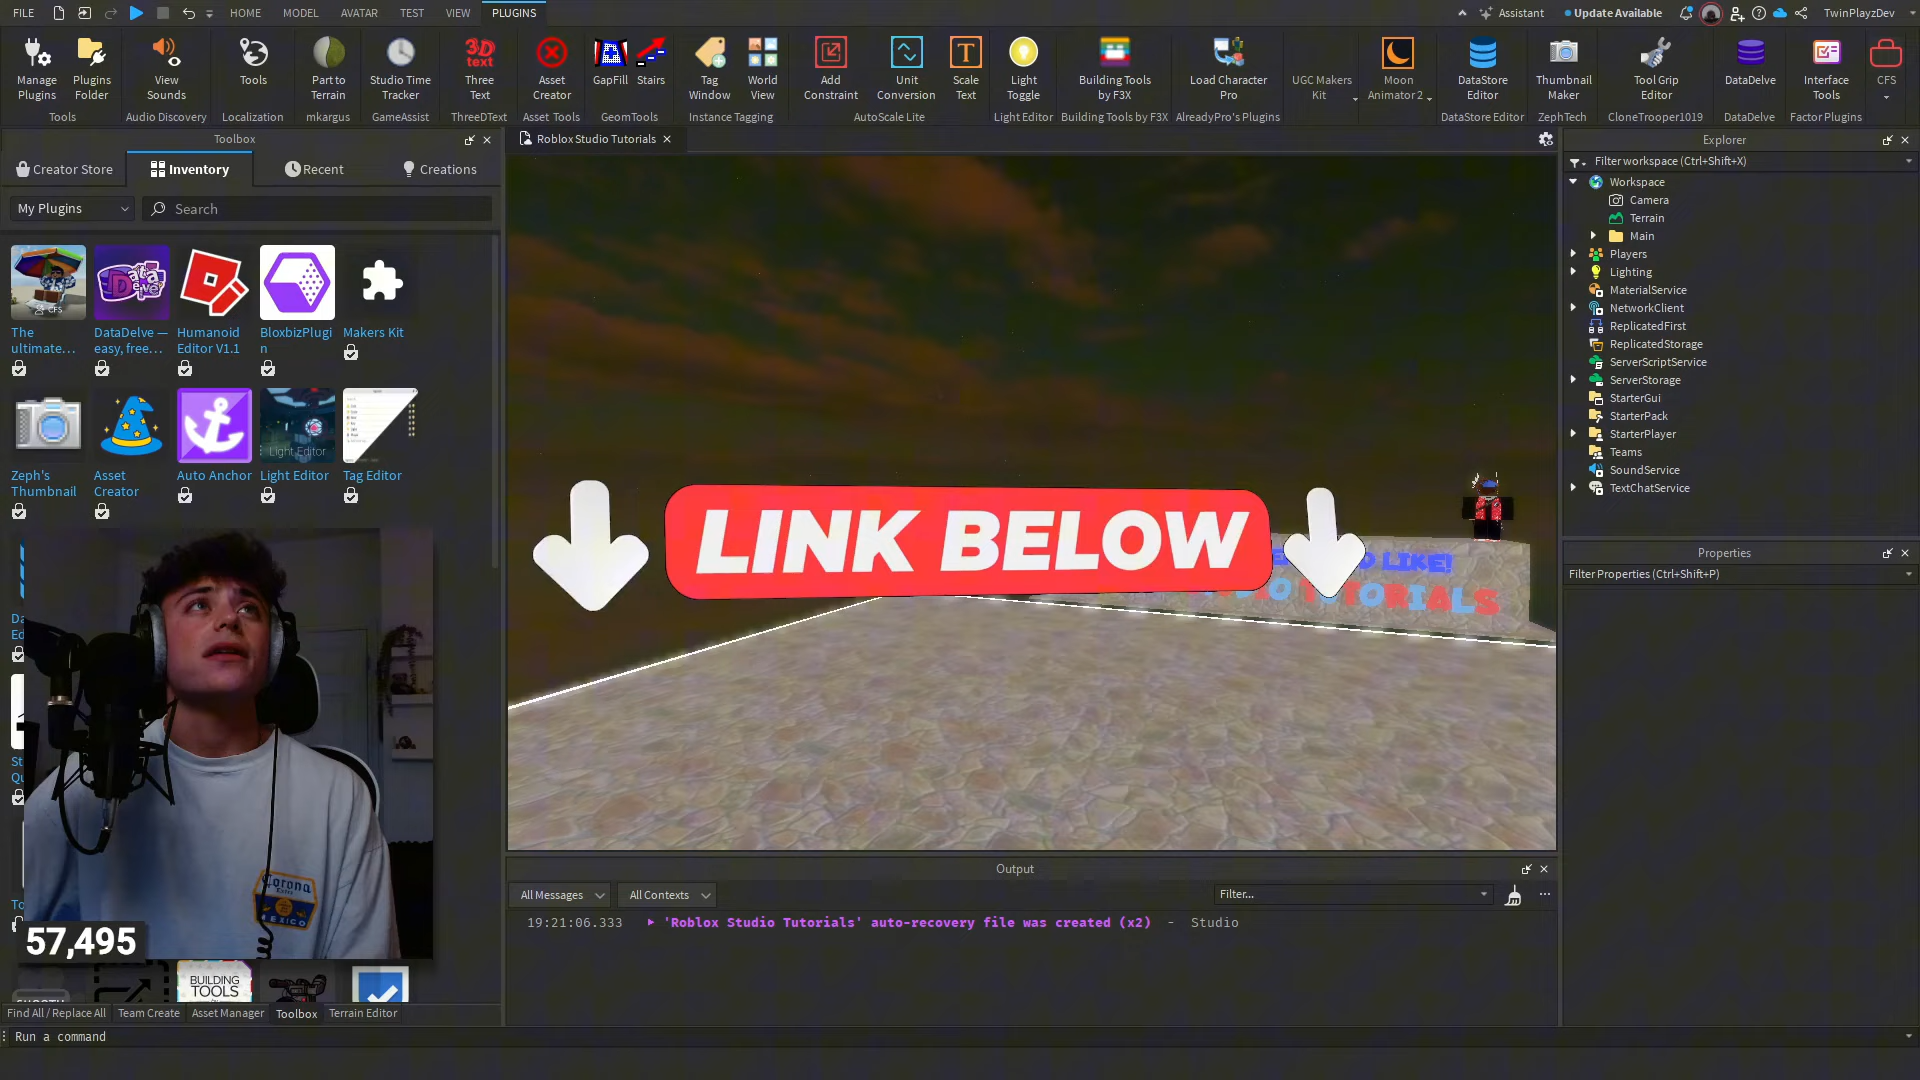 FILE
HOME
MODEL
AVATAR
TEST
VIEW
PLUGINS
Assistant
Update Available
TwinPlayzDev
Manage Plugins
Plugins Folder
View Sounds
Tools
Part to Terrain
Studio Time Tracker
3D text
Three Text
Asset Creator
GapFill
Stairs
Tag Window
World View
Add Constraint
Unit Conversion
Scale Text
Light Toggle
Building Tools by F3X
Load Character Pro
UGC Makers Kit
Moon Animator 2
DataStore Editor
Thumbnail Maker
Tool Grip Editor
DataDelve
Interface Tools
CFS
Tools
Audio Discovery
Localization
mkargus
GameAssist
ThreeDText
Asset Tools
GeomTools
Instance Tagging
AutoScale Lite
Light Editor
Building Tools by F3X
AlreadyPro's Plugins
DataStore Editor
ZephTech
CloneTrooper1019
DataDelve
Factor Plugins
Toolbox
Creator Store
Inventory
Recent
Creations
My Plugins
Search
The ultimate...
DataDelve — easy, free...
Humanoid Editor V1.1
BloxbizPlugin
Makers Kit
Zeph's Thumbnail
Asset Creator
Auto Anchor
Light Editor
Tag Editor
Corona
Extra
57,495
BUILDING TOOLS
Find All / Replace All
Team Create
Asset Manager
Toolbox
Terrain Editor
Run a command
Roblox Studio Tutorials
LINK BELOW
LIKE!
TUTORIALS
Output
All Messages
All Contexts
Filter...
19:21:06.333
'Roblox Studio Tutorials' auto-recovery file was created (x2) - Studio
Explorer
Filter workspace (Ctrl+Shift+X)
Workspace
Camera
Terrain
Main
Players
Lighting
MaterialService
NetworkClient
ReplicatedFirst
ReplicatedStorage
ServerScriptService
ServerStorage
StarterGui
StarterPack
StarterPlayer
Teams
SoundService
TextChatService
Properties
Filter Properties (Ctrl+Shift+P)